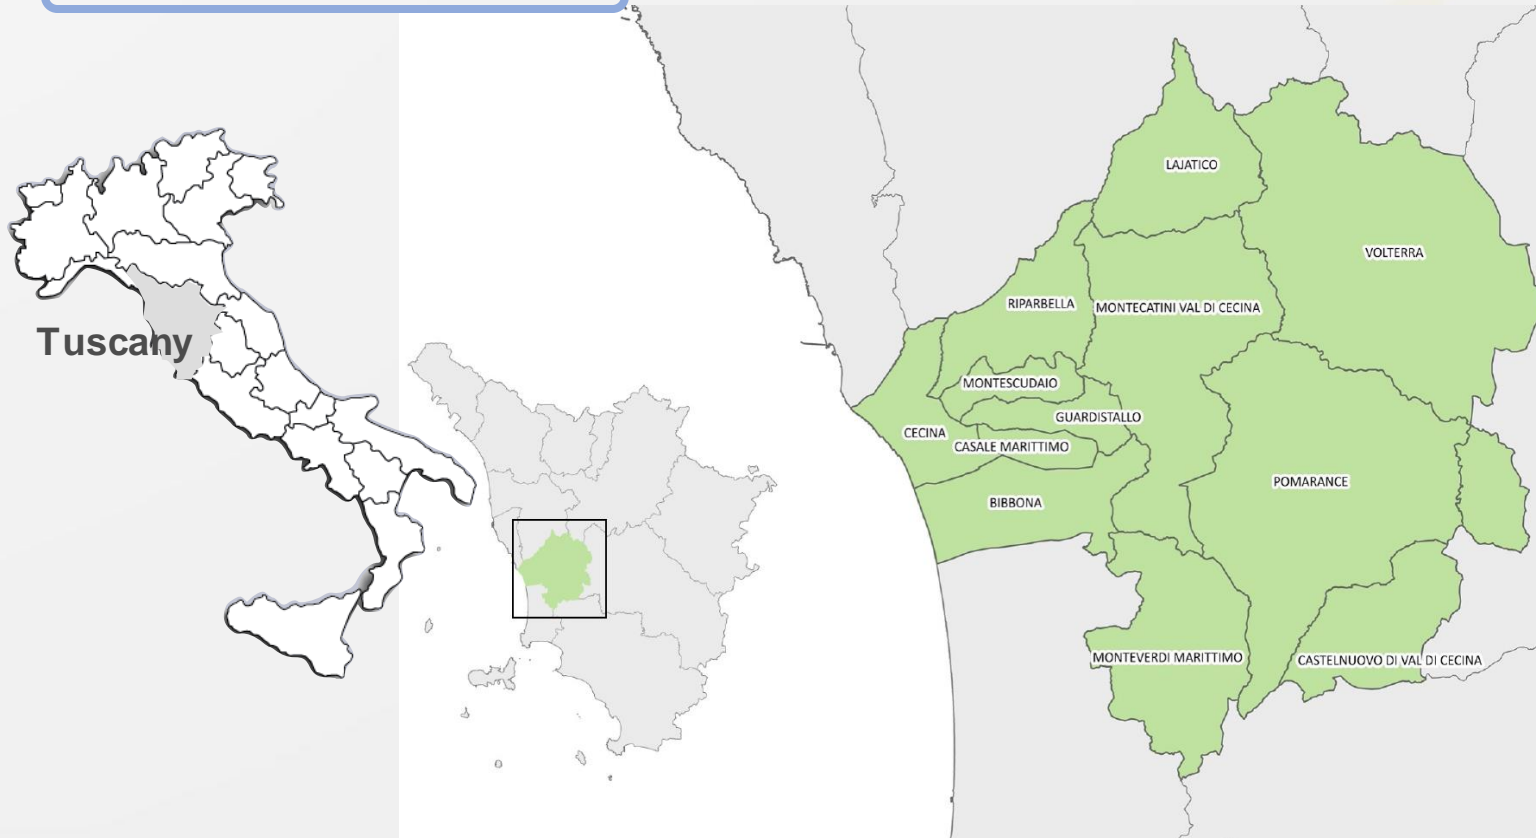 Tuscany
LAJATICO
VOLTERRA
RIPARBELLA
MONTECATINI VAL DI CECINA
MONTESCUDAIO
GUARDISTALLO
CECINA
CASALE MARITTIMO
POMARANCE
BIBBONA
MONTEVERDI MARITTIMO
CASTELNUOVO DI VAL DI CECINA